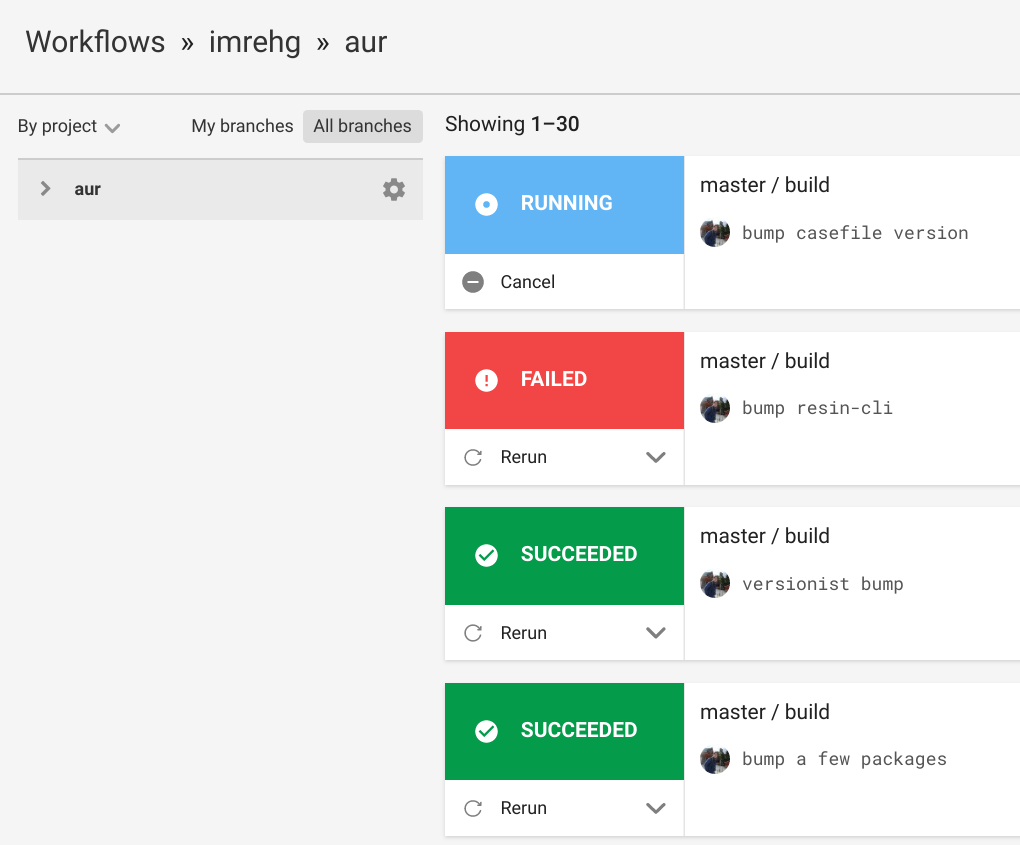 Workflows » imrehg » aur
By project
My branches
All branches
aur
Showing 1–30
RUNNING
Cancel
master / build
bump casefile version
FAILED
Rerun
master / build
bump resin-cli
SUCCEEDED
Rerun
master / build
versionist bump
SUCCEEDED
Rerun
master / build
bump a few packages